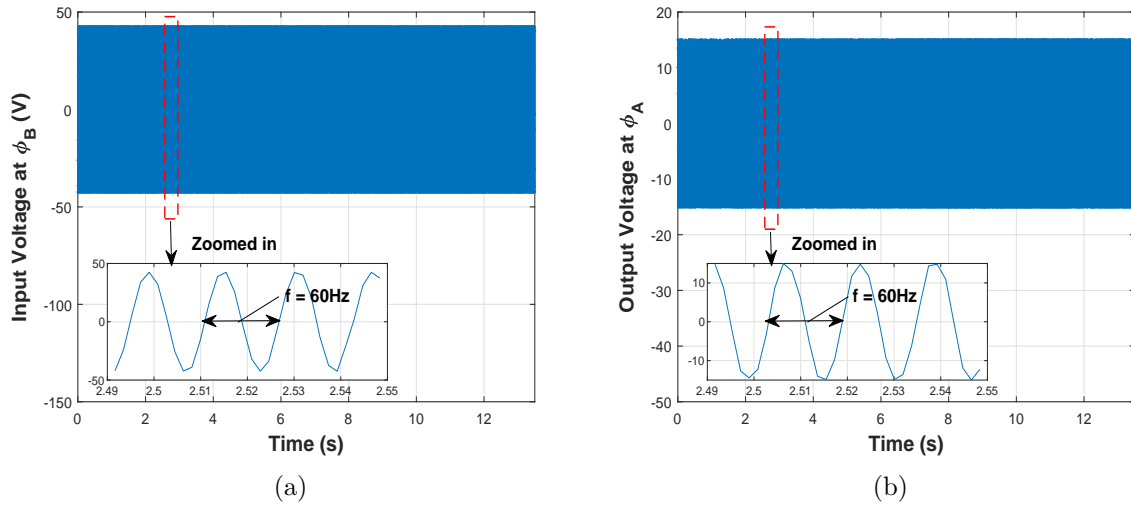 50
0
-50
-100
-150
Input Voltage at ϕB (V)
Zoomed in
50
0
-50
f = 60Hz
2.49 2.5 2.51 2.52 2.53 2.54 2.55
0 2 4 6 8 10 12
Time (s)
(a)
20
10
0
-10
-20
-30
-40
-50
Output Voltage at ϕA
Zoomed in
10
0
-10
f = 60Hz
2.49 2.5 2.51 2.52 2.53 2.54 2.55
0 2 4 6 8 10 12
Time (s)
(b)